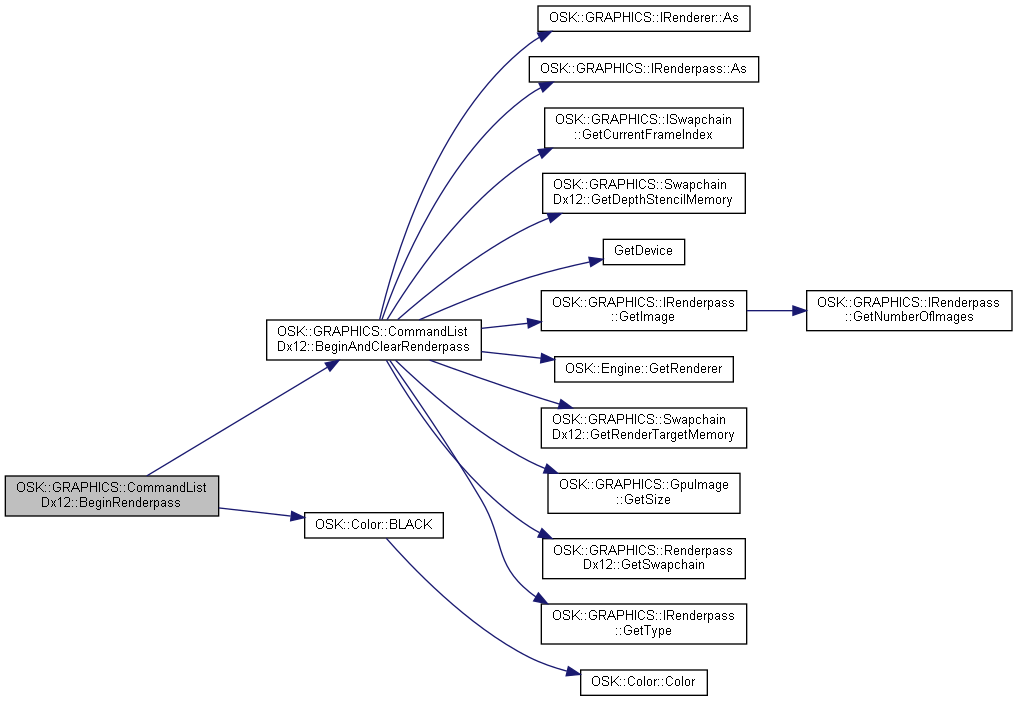 OSK::GRAPHICS::IRenderer::As
OSK::GRAPHICS::IRenderpass::As
OSK::GRAPHICS::ISwapchain
::GetCurrentFrameIndex
OSK::GRAPHICS::Swapchain
Dx12::GetDepthStencilMemory
GetDevice
OSK::GRAPHICS::IRenderpass
::GetImage
OSK::GRAPHICS::IRenderpass
::GetNumberOfImages
OSK::GRAPHICS::CommandList
Dx12::BeginAndClearRenderpass
OSK::Engine::GetRenderer
OSK::GRAPHICS::Swapchain
Dx12::GetRenderTargetMemory
OSK::GRAPHICS::GpuImage
::GetSize
OSK::GRAPHICS::CommandList
Dx12::BeginRenderpass
OSK::Color::BLACK
OSK::GRAPHICS::Renderpass
Dx12::GetSwapchain
OSK::GRAPHICS::IRenderpass
::GetType
OSK::Color::Color